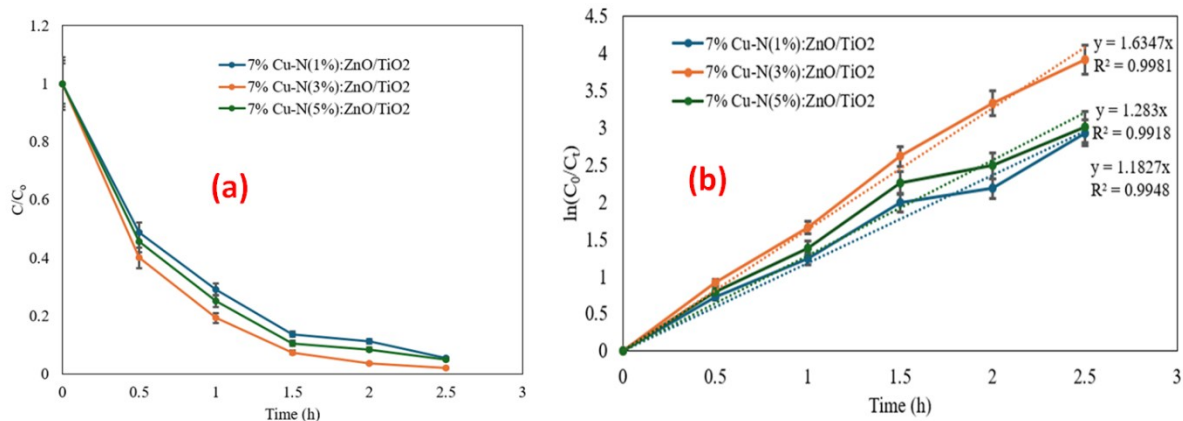 1.2
1
0.8
0.6
0.4
0.2
0
C/Cₒ
7% Cu-N(1%):ZnO/TiO2
7% Cu-N(3%):ZnO/TiO2
7% Cu-N(5%):ZnO/TiO2
(a)
0 0.5 1 1.5 2 2.5 3
Time (h)
4.5
4
3.5
3
2.5
2
1.5
1
0.5
0
ln(C₀/Cₜ)
7% Cu-N(1%):ZnO/TiO2
7% Cu-N(3%):ZnO/TiO2
7% Cu-N(5%):ZnO/TiO2
(b)
y = 1.6347x
R² = 0.9981
y = 1.283x
R² = 0.9918
y = 1.1827x
R² = 0.9948
0 0.5 1 1.5 2 2.5 3
Time (h)